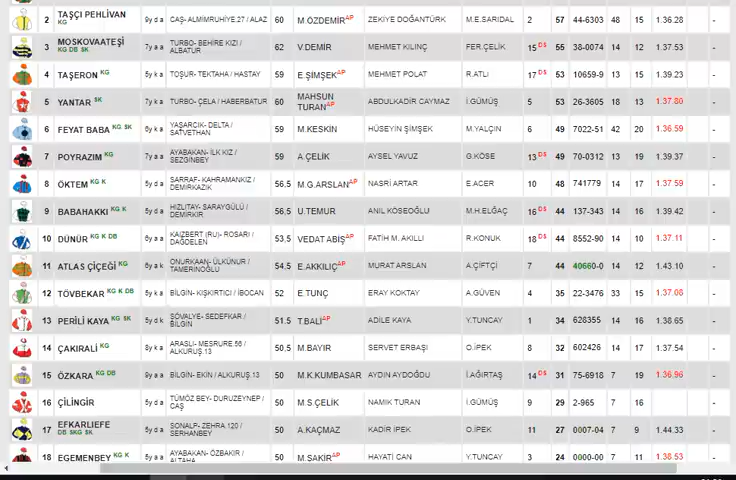 2 TAŞÇI PEHLİVAN KG 9y d a ÇAŞ- ALMIMRUHİYE.27 / ALAZ 60 M.ÖZDEMİR AP ZEKİYE DOĞANTÜRK M.E.SARIDAL 2 57 44-6303 48 15 1.36.28 -
3 MOSKOVAATEŞİ KG DB SK 7y a a TURBO- BEHİRE KIZI / ALBATUR 62 V.DEMİR MEHMET KILINÇ FER.ÇELİK 15 DS 55 38-0074 14 12 1.37.53 -
4 TAŞERON KG 5y k a TOŞUR- TEKTAHA / HASTAY 59 E.ŞİMŞEK AP MEHMET POLAT R.ATLI 17 DS 53 10659-9 13 15 1.39.23 -
5 YANTAR SK 7y k a TURBO- ÇELA / HABERBATUR 60 MAHSUN TURAN AP ABDULKADİR CAYMAZ İ.GÜMÜŞ 5 53 26-3605 18 13 1.37.80 -
6 FEYAT BABA KG SK 6y k a YAŞARCIK- DELTA / SATVETHAN 59 M.KESKİN HÜSEYİN ŞİMŞEK M.YALÇIN 6 49 7022-51 42 20 1.36.59 -
7 POYRAZIM KG 7y a a AYABAKAN- İLK KIZ / SEZGİNBEY 59 A.ÇELİK AYSEL YAVUZ G.KÖSE 13 DS 49 70-0312 13 19 1.39.37 -
8 ÖKTEM KG K 5y d a SARRAF- KAHRAMANKIZ / DEMİRKAZIK 56,5 M.G.ARSLAN AP NASRİ ARTAR E.ACER 10 48 741779 14 17 1.37.59 -
9 BABAHAKKI KG K 5y d a HIZLITAY- SARAYGÜLÜ / DEMİRKIR 56,5 U.TEMUR ANIL KÖSEOĞLU M.H.ELGAÇ 16 DS 44 137-343 14 16 1.39.42 -
10 DÜNÜR KG K DB 6y a a KAIZBERT (RU)- ROSARI / DAĞDELEN 53,5 VEDAT ABİŞ AP FATİH M. AKILLI R.KONUK 18 DS 44 8552-90 14 10 1.37.11 -
11 ATLAS ÇİÇEĞİ KG 6y a k ONURKAAN- ÜLKÜNUR / TAMERİNOĞLU 54,5 E.AKKILIÇ AP MURAT ARSLAN A.ÇİFTÇİ 7 44 40660-0 14 12 1.43.10 -
12 TÖVBEKAR KG K DB 5y d a BİLGİN- KIŞKIRTICI / İBOCAN 52 E.TUNÇ ERAY KOKTAY A.GÜVEN 4 35 22-3476 33 15 1.37.08 -
13 PERİLİ KAYA KG SK 5y d k SÖVALYE- SEDEFKAR / BİLGİN 51.5 T.BALİ AP ADİLE KAYA Y.TUNCAY 1 34 628355 14 16 1.38.65 -
14 ÇAKIRALİ KG 8y k a ARASLI- MESRURE.56 / ALKURUŞ.13 50,5 M.BAYIR SERVET ERBAŞI O.İPEK 8 32 602426 14 17 1.37.54 -
15 ÖZKARA KG DB 9y a a BİLGİN- EKİN / ALKURUŞ.13 50 M.K.KUMBASAR AYDIN AYDOĞDU İ.AĞIRTAŞ 14 DS 31 75-6918 7 19 1.36.96 -
16 ÇİLİNGİR 5y d a TÜMÖZ BEY- DURUZEYNEP / ÇAŞ 50 M.S.ÇELİK NAMIK TURAN İ.GÜMÜŞ 9 29 2-965 7 16 -
17 EFKARLIEFE DB SKG SK 5y d a SONALP- ZEHRA.120 / SERHANBEY 50 A.KAÇMAZ KADİR İPEK O.İPEK 11 27 0007-04 7 9 1.44.33 -
18 EGEMENBEY KG K 5y a a AYABAKAN- ÖZBAKIR / 50 M.ŞAKİR AP HAYATİ CAN Y.TUNCAY 3 24 0000-00 7 11 1.38.53 -